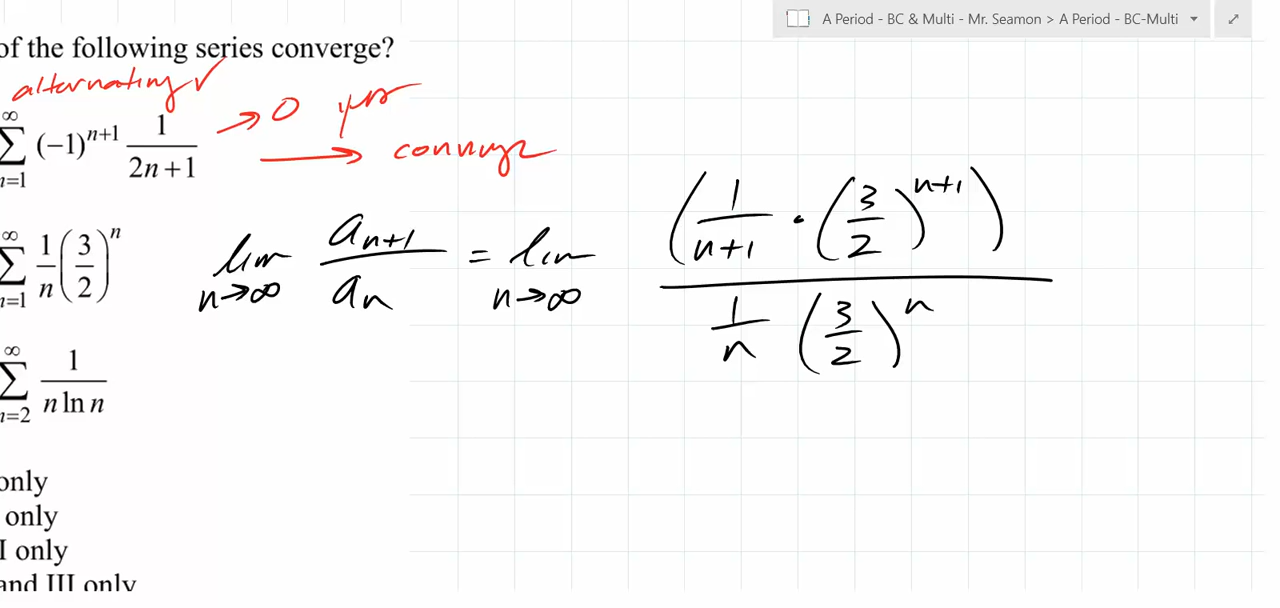 A Period - BC & Multi - Mr. Seamon > A Period - BC-Multi
of the following series converge?
alternating ✓
∞
∑ (−1)^{n+1} 1/(2n+1) → 0 yes
n=1
→ converge
∞
∑ 1/n (3/2)^n
n=1
lim_{n→∞} a_{n+1}/a_n = lim_{n→∞} (1/(n+1) · (3/2)^{n+1}) / (1/n (3/2)^n)
∞
∑ 1/(n ln n)
n=2
only
only
I only
and III only